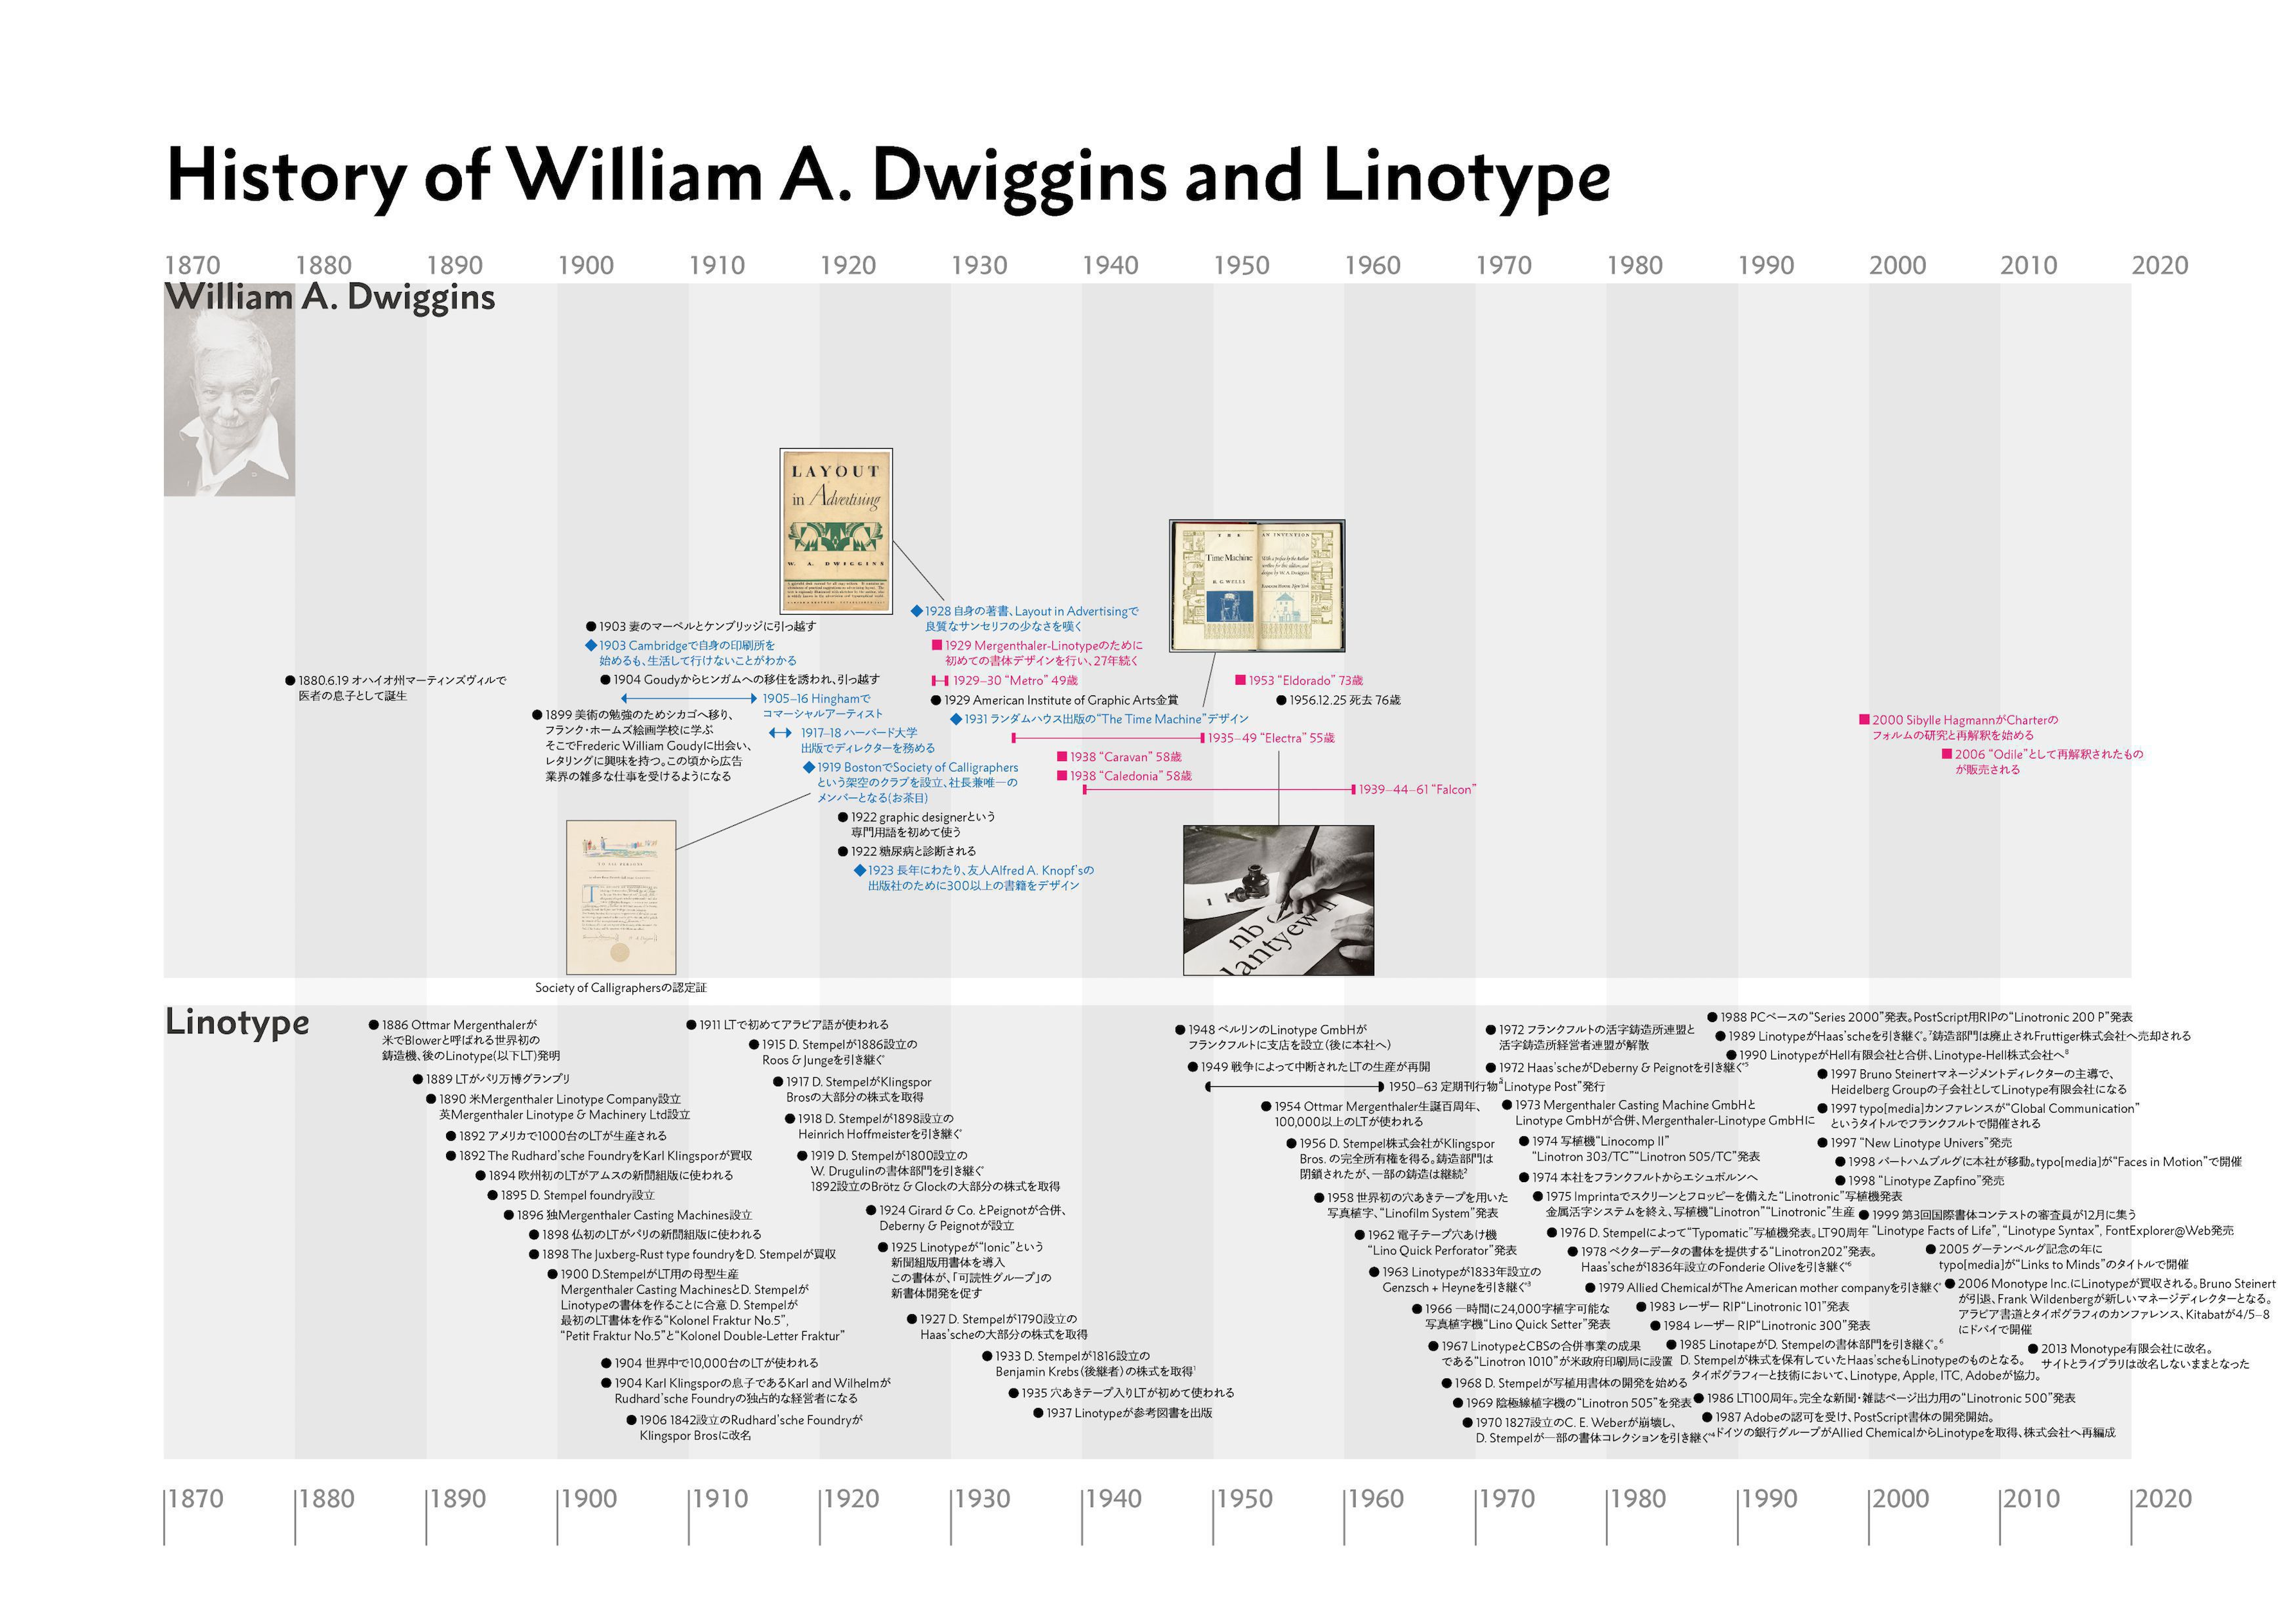 History of William A. Dwiggins and Linotype
1870 1880 1890 1900 1910 1920 1930 1940 1950 1960 1970 1980 1990 2000 2010 2020
William A. Dwiggins
1880.6.19 オハイオ州マーティンズヴィルで
医者の息子として誕生
1899 美術の勉強のためシカゴへ移り、
フランク・ホームズ絵画学校に学ぶ
そこでFrederic William Goudyに出会い、
レタリングに興味を持つ。この頃から広告
業界の雑多な仕事を受けるようになる
1903 妻のマーベルとケンブリッジに引っ越す
1903 Cambridgeで自身の印刷所を
始めるも、生活して行けないことがわかる
1904 Goudyからヒンガムへの移住を誘われ、引っ越す
1905–16 Hinghamで
コマーシャルアーティスト
1917–18 ハーバード大学
出版でディレクターを務める
1919 BostonでSociety of Calligraphers
という架空のクラブを設立、社長兼唯一の
メンバーとなる(お茶目)
1922 graphic designerという
専門用語を初めて使う
1922 糖尿病と診断される
1923 長年にわたり、友人Alfred A. Knopf'sの
出版社のために300以上の書籍をデザイン
LAYOUT
in Advertising
W. A. DWIGGINS
1928 自身の著書、Layout in Advertisingで
良質なサンセリフの少なさを嘆く
1929 Mergenthaler-Linotypeのために
初めての書体デザインを行い、27年続く
1929–30 “Metro” 49歳
1929 American Institute of Graphic Arts金賞
1931 ランダムハウス出版の“The Time Machine”デザイン
1935–49 “Electra” 55歳
1938 “Caravan” 58歳
1938 “Caledonia” 58歳
1939–44–61 “Falcon”
THE
Time Machine
H. G. WELLS
AN INVENTION
1953 “Eldorado” 73歳
1956.12.25 死去 76歳
nb
lantyew
2000 Sibylle HagmannがCharterの
フォルムの研究と再解釈を始める
2006 “Odile”として再解釈されたもの
が販売される
Society of Calligraphersの認定証
Linotype
1886 Ottmar Mergenthalerが
米でBlowerと呼ばれる世界初の
鋳造機、後のLinotype(以下LT)発明
1889 LTがパリ万博グランプリ
1890 米Mergenthaler Linotype Company設立
英Mergenthaler Linotype & Machinery Ltd設立
1892 アメリカで1000台のLTが生産される
1892 The Rudhard'sche FoundryをKarl Klingsporが買収
1894 欧州初のLTがアムスの新聞組版に使われる
1895 D. Stempel foundry設立
1896 独Mergenthaler Casting Machines設立
1898 仏初のLTがパリの新聞組版に使われる
1898 The Juxberg-Rust type foundryをD. Stempelが買収
1900 D.StempelがLT用の母型生産
Mergenthaler Casting MachinesとD. Stempelが
Linotypeの書体を作ることに合意 D. Stempelが
最初のLT書体を作る“Kolonel Fraktur No.5”,
“Petit Fraktur No.5”と“Kolonel Double-Letter Fraktur”
1904 世界中で10,000台のLTが使われる
1904 Karl Klingsporの息子であるKarl and Wilhelmが
Rudhard'sche Foundryの独占的な経営者になる
1906 1842設立のRudhard'sche Foundryが
Klingspor Brosに改名
1911 LTで初めてアラビア語が使われる
1915 D. Stempelが1886設立の
Roos & Jungeを引き継ぐ
1917 D. StempelがKlingspor
Brosの大部分の株式を取得
1918 D. Stempelが1898設立の
Heinrich Hoffmeisterを引き継ぐ
1919 D. Stempelが1800設立の
W. Drugulinの書体部門を引き継ぐ
1892設立のBrötz & Glockの大部分の株式を取得
1924 Girard & Co. とPeignotが合併、
Deberny & Peignotが設立
1925 Linotypeが“Ionic”という
新聞組版用書体を導入
この書体が、「可読性グループ」の
新書体開発を促す
1927 D. Stempelが1790設立の
Haas'scheの大部分の株式を取得
1933 D. Stempelが1816設立の
Benjamin Krebs（後継者）の株式を取得¹
1935 穴あきテープ入りLTが初めて使われる
1937 Linotypeが参考図書を出版
1948 ベルリンのLinotype GmbHが
フランクフルトに支店を設立（後に本社へ）
1949 戦争によって中断されたLTの生産が再開
1950–63 定期刊行物“Linotype Post”発行
1954 Ottmar Mergenthaler生誕百周年、
100,000以上のLTが使われる
1956 D. Stempel株式会社がKlingspor
Bros. の完全所有権を得る。鋳造部門は
閉鎖されたが、一部の鋳造は継続²
1958 世界初の穴あきテープを用いた
写真植字、“Linofilm System”発表
1962 電子テープ穴あけ機
“Lino Quick Perforator”発表
1963 Linotypeが1833年設立の
Genzsch + Heyneを引き継ぐ³
1966 一時間に24,000字植字可能な
写真植字機“Lino Quick Setter”発表
1967 LinotypeとCBSの合併事業の成果
である“Linotron 1010”が米政府印刷局に設置
1968 D. Stempelが写植用書体の開発を始める
1969 陰極線植字機の“Linotron 505”を発表
1970 1827設立のC. E. Weberが崩壊し、
D. Stempelが一部の書体コレクションを引き継ぐ⁴
1972 フランクフルトの活字鋳造所連盟と
活字鋳造所経営者連盟が解散
1972 Haas'scheがDeberny & Peignotを引き継ぐ⁵
1973 Mergenthaler Casting Machine GmbHと
Linotype GmbHが合併、Mergenthaler-Linotype GmbHに
1974 写植機“Linocomp II”
“Linotron 303/TC”“Linotron 505/TC”発表
1974 本社をフランクフルトからエシュボルンへ
1975 Imprintaでスクリーンとフロッピーを備えた“Linotronic”写植機発表
金属活字システムを終え、写植機“Linotron”“Linotronic”生産
1976 D. Stempelによって“Typomatic”写植機発表。LT90周年
1978 ベクターデータの書体を提供する“Linotron202”発表。
Haas'scheが1836年設立のFonderie Oliveを引き継ぐ⁶
1979 Allied ChemicalがThe American mother companyを引き継ぐ
1983 レーザー RIP“Linotronic 101”発表
1984 レーザー RIP“Linotronic 300”発表
1985 LinotapeがD. Stempelの書体部門を引き継ぐ。⁶
D. Stempelが株式を保有していたHaas'scheもLinotypeのものとなる。
タイポグラフィーと技術において、Linotype, Apple, ITC, Adobeが協力。
1986 LT100周年。完全な新聞・雑誌ページ出力用の“Linotronic 500”発表
1987 Adobeの認可を受け、PostScript書体の開発開始。
ドイツの銀行グループがAllied ChemicalからLinotypeを取得、株式会社へ再編成
1988 PCベースの“Series 2000”発表。PostScript用RIPの“Linotronic 200 P”発表
1989 LinotypeがHaas'scheを引き継ぐ。⁷鋳造部門は廃止されFruttiger株式会社へ売却される
1990 LinotypeがHell有限会社と合併、Linotype-Hell株式会社へ⁸
1997 Bruno Steinertマネージメントディレクターの主導で、
Heidelberg Groupの子会社としてLinotype有限会社になる
1997 typo[media]カンファレンスが“Global Communication”
というタイトルでフランクフルトで開催される
1997 “New Linotype Univers”発売
1998 バートハムブルグに本社が移動。typo[media]が“Faces in Motion”で開催
1998 “Linotype Zapfino”発売
1999 第3回国際書体コンテストの審査員が12月に集う
“Linotype Facts of Life”, “Linotype Syntax”, FontExplorer@Web発売
2005 グーテンベルグ記念の年に
typo[media]が“Links to Minds”のタイトルで開催
2006 Monotype Inc.にLinotypeが買収される。Bruno Steinert
が引退、Frank Wildenbergが新しいマネージディレクターとなる。
アラビア書道とタイポグラフィのカンファレンス、Kitabatが4/5–8
にドバイで開催
2013 Monotype有限会社に改名。
サイトとライブラリは改名しないままとなった
1870 1880 1890 1900 1910 1920 1930 1940 1950 1960 1970 1980 1990 2000 2010 2020